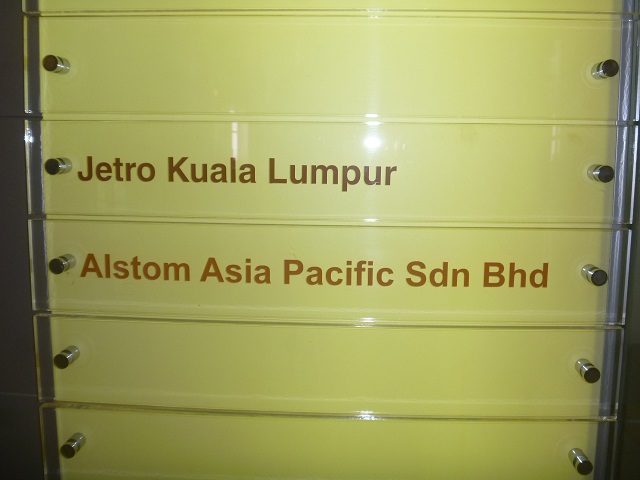 Jetro Kuala Lumpur
Alstom Asia Pacific Sdn Bhd